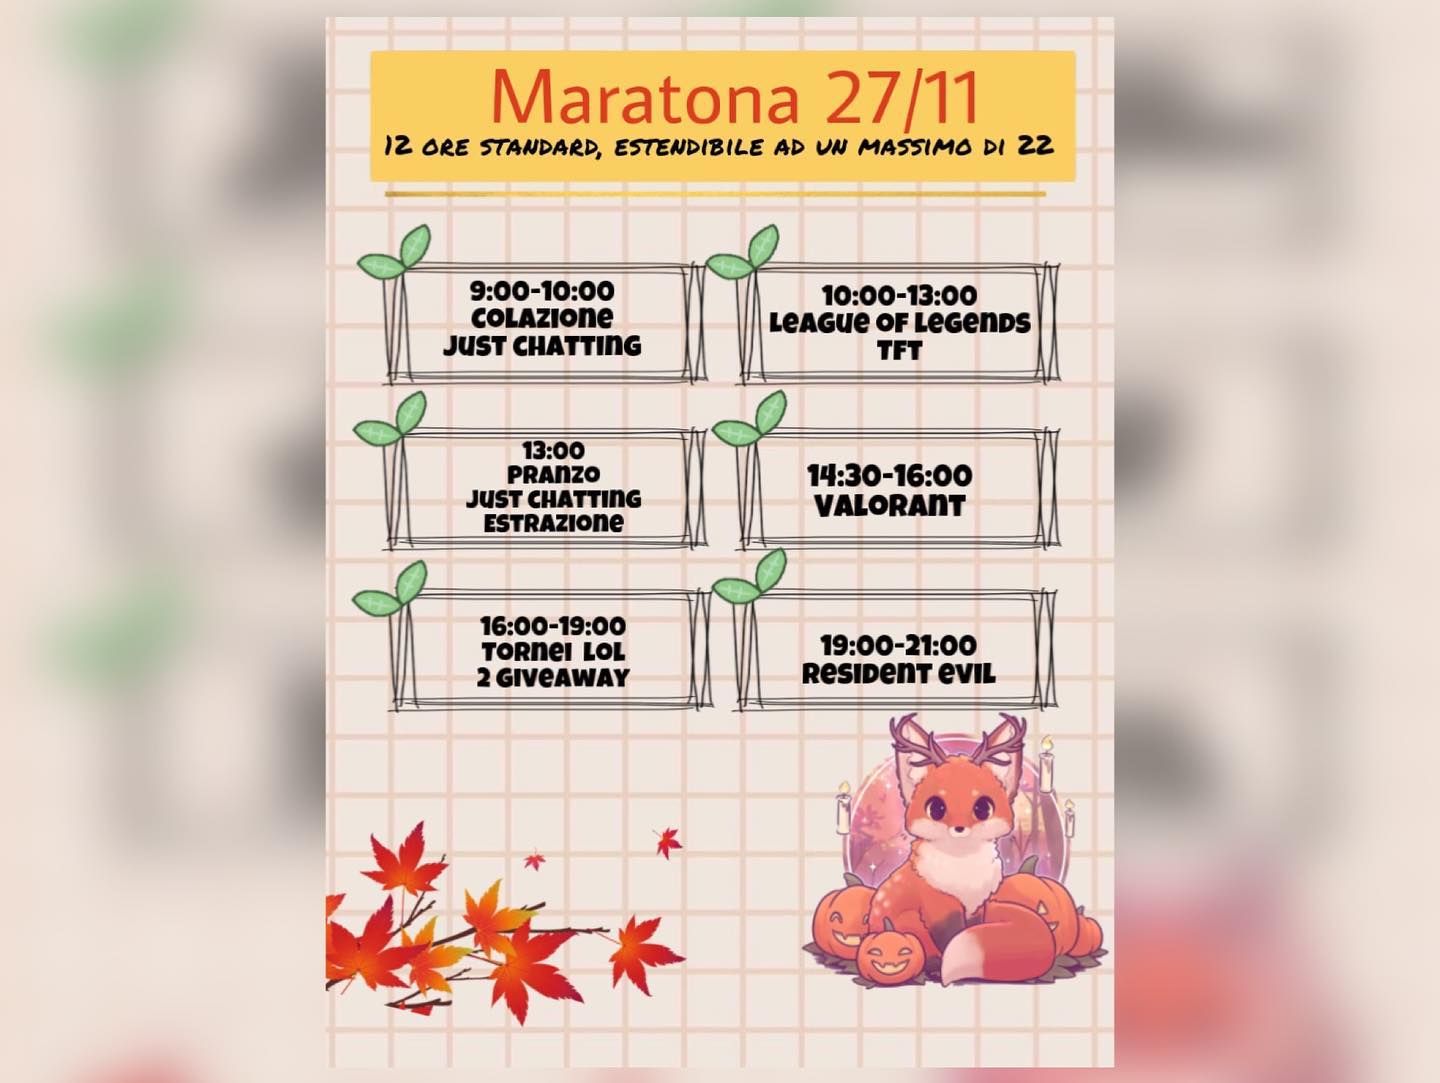 Maratona 27/11
12 ORE STANDARD, ESTENDIBILE AD UN MASSIMO DI 22
9:00-10:00
COLAZIONE
JUST CHATTING
10:00-13:00
LEAGUE OF LEGENDS
TFT
13:00
PRANZO
JUST CHATTING
ESTRAZIONE
14:30-16:00
VALORANT
16:00-19:00
TORNEI LOL
2 GIVEAWAY
19:00-21:00
RESIDENT EVIL